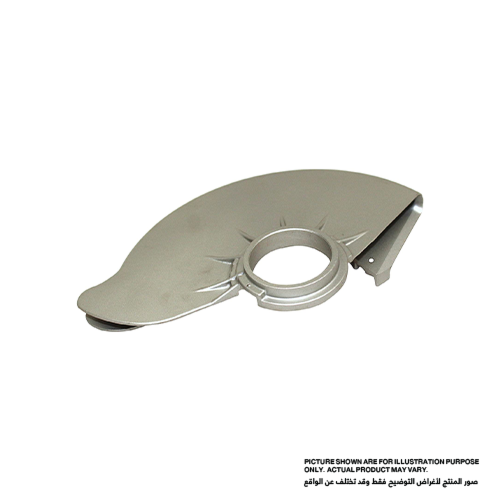 PICTURE SHOWN ARE FOR ILLUSTRATION PURPOSE
ONLY. ACTUAL PRODUCT MAY VARY.
صور المنتج لأغراض التوضيح فقط وقد تختلف عن الواقع